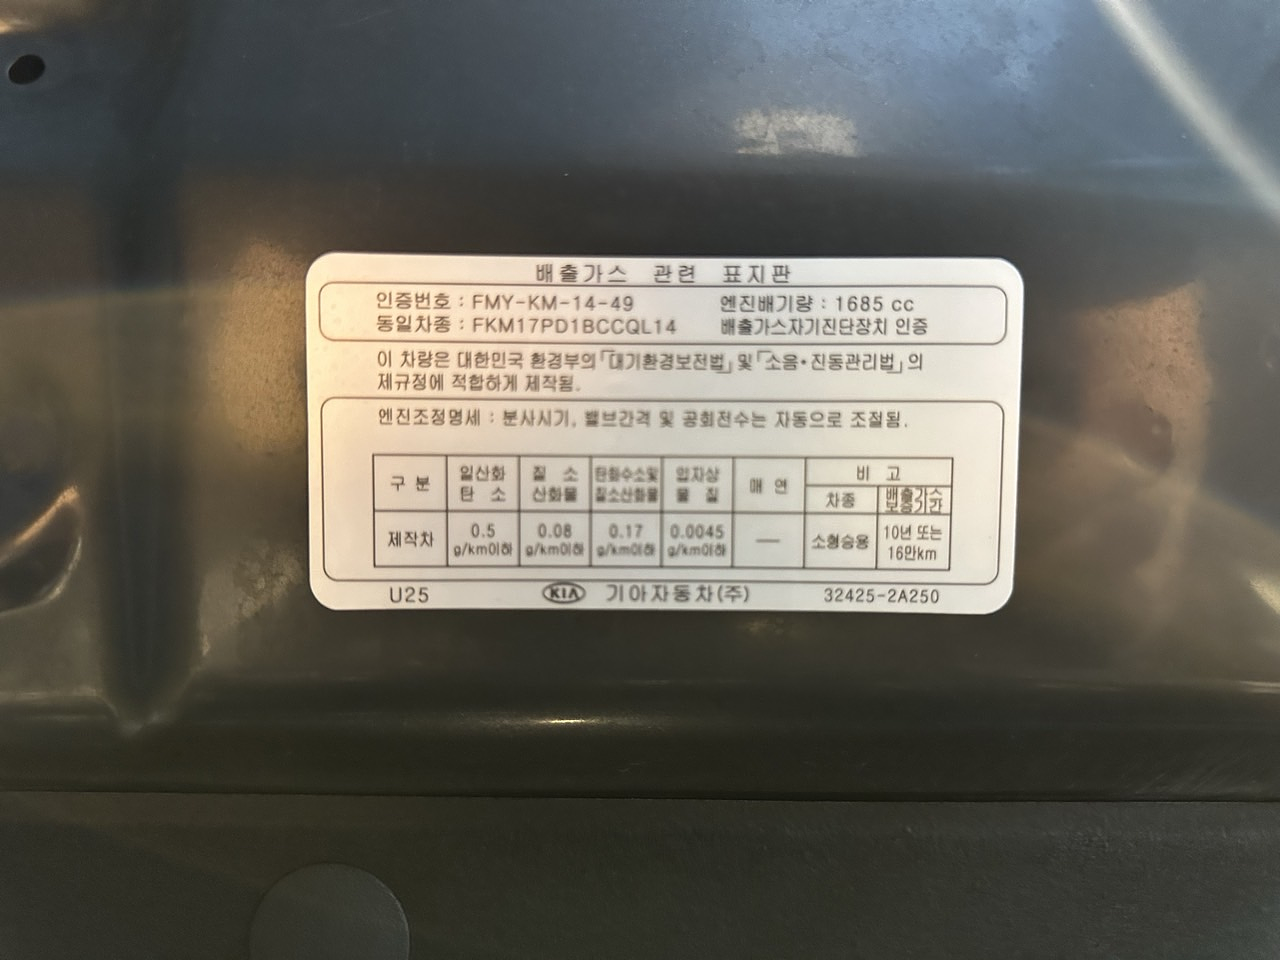 배출가스 관련 표지판
인증번호 : FMY-KM-14-49 엔진배기량 : 1685 cc
동일차종 : FKM17PD1BCCQL14 배출가스자기진단장치 인증
이 차량은 대한민국 환경부의「대기환경보전법」및「소음·진동관리법」의
제규정에 적합하게 제작됨.
엔진조정명세 : 분사시기, 밸브간격 및 공회전수는 자동으로 조절됨.
구 분 일산화 탄 소 질 소 산화물 탄화수소및 질소산화물 입자상 물 질 매 연 비 고
차종 배출가스 보증기간
제작차 0.5 g/km이하 0.08 g/km이하 0.17 g/km이하 0.0045 g/km이하 — 소형승용 10년 또는 16만km
U25 KIA 기아자동차(주) 32425-2A250